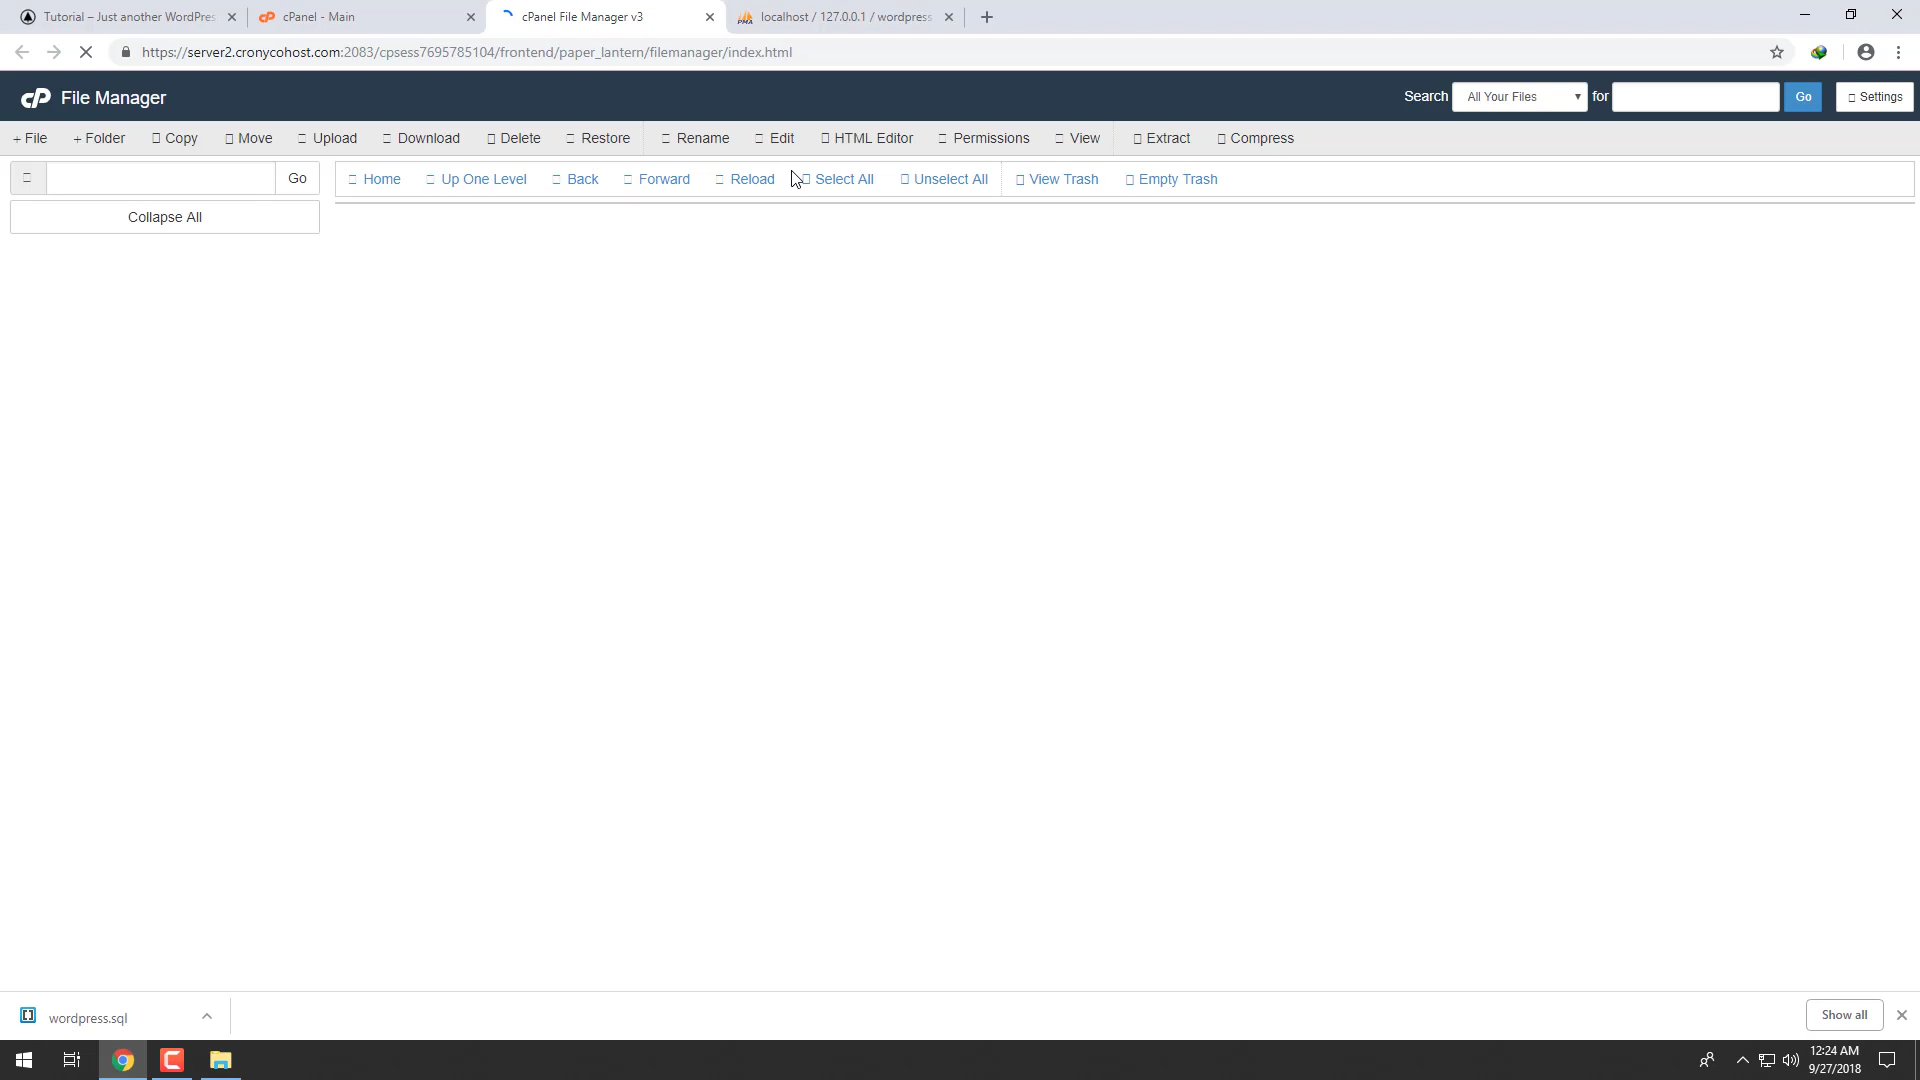 Tutorial – Just another WordPres
cPanel - Main
cPanel File Manager v3
localhost / 127.0.0.1 / wordpress
https://server2.cronycohost.com:2083/cpsess7695785104/frontend/paper_lantern/filemanager/index.html
cP File Manager
Search All Your Files for Go Settings
+ File + Folder Copy Move Upload Download Delete Restore Rename Edit HTML Editor Permissions View Extract Compress
Go Home Up One Level Back Forward Reload Select All Unselect All View Trash Empty Trash
Collapse All
wordpress.sql
Show all
12:24 AM
9/27/2018